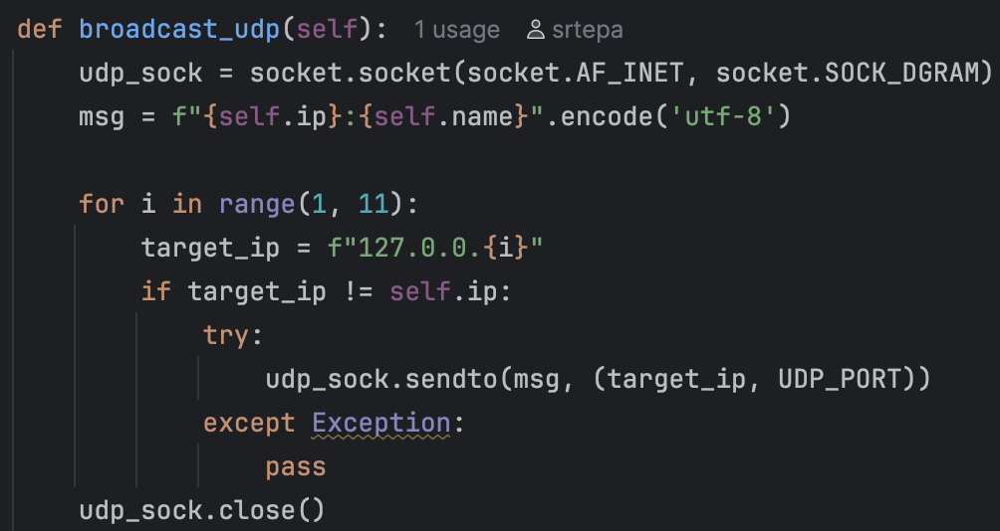 def broadcast_udp(self): 1 usage srtepa
    udp_sock = socket.socket(socket.AF_INET, socket.SOCK_DGRAM)
    msg = f"{self.ip}:{self.name}".encode('utf-8')

    for i in range(1, 11):
        target_ip = f"127.0.0.{i}"
        if target_ip != self.ip:
            try:
                udp_sock.sendto(msg, (target_ip, UDP_PORT))
            except Exception:
                pass
    udp_sock.close()